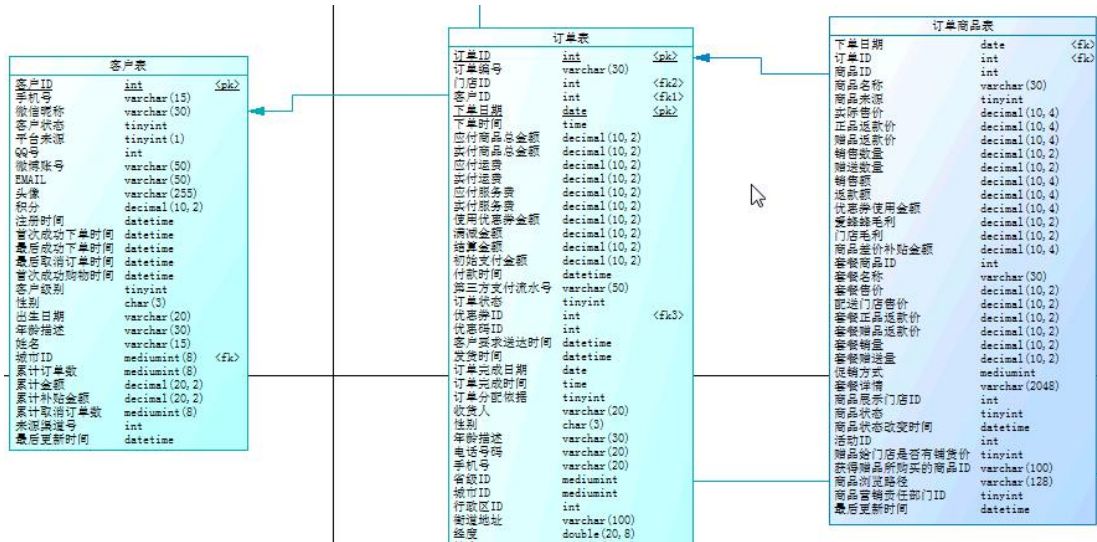 客户表
客户ID int <pk>
手机号 varchar(15)
微信昵称 varchar(30)
客户状态 tinyint
平台来源 tinyint(1)
QQ号 int
微博账号 varchar(50)
EMAIL varchar(50)
头像 varchar(255)
积分 decimal(10,2)
注册时间 datetime
首次成功下单时间 datetime
最后成功下单时间 datetime
最后取消订单时间 datetime
首次成功购物时间 datetime
客户级别 tinyint
性别 char(3)
出生日期 varchar(20)
年龄描述 varchar(30)
姓名 varchar(15)
城市ID mediumint(8) <fk>
累计订单数 mediumint(8)
累计金额 decimal(20,2)
累计补贴金额 decimal(20,2)
累计取消订单数 mediumint(8)
来源渠道号 int
最后更新时间 datetime
订单表
订单ID int <pk>
订单编号 varchar(30)
门店ID int <fk2>
客户ID int <fk1>
下单日期 date <pk>
下单时间 time
应付商品总金额 decimal(10,2)
实付商品总金额 decimal(10,2)
应付运费 decimal(10,2)
实付运费 decimal(10,2)
应付服务费 decimal(10,2)
实付服务费 decimal(10,2)
使用优惠券金额 decimal(10,2)
满减金额 decimal(10,2)
结算金额 decimal(10,2)
初始支付金额 decimal(10,2)
付款时间 datetime
第三方支付流水号 varchar(50)
订单状态 tinyint
优惠券ID int <fk3>
优惠码ID int
客户要求送达时间 datetime
发货时间 datetime
订单完成日期 date
订单完成时间 time
订单分配依据 tinyint
收货人 varchar(20)
性别 char(3)
年龄描述 varchar(30)
电话号码 varchar(20)
手机号 varchar(20)
省级ID mediumint
城市ID mediumint
行政区ID int
街道地址 varchar(100)
经度 double(20,8)
订单商品表
下单日期 date <fk>
订单ID int <fk>
商品ID int
商品名称 varchar(30)
商品来源 tinyint
实际售价 decimal(10,4)
正品返款价 decimal(10,4)
赠品返款价 decimal(10,4)
销售数量 decimal(10,2)
赠送数量 decimal(10,2)
销售额 decimal(10,4)
返款额 decimal(10,4)
优惠券使用金额 decimal(10,4)
爱蜂蜂毛利 decimal(10,4)
门店毛利 decimal(10,4)
商品差价补贴金额 decimal(10,4)
套餐商品ID int
套餐名称 varchar(30)
套餐售价 decimal(10,2)
配送门店售价 decimal(10,2)
套餐正品返款价 decimal(10,2)
套餐赠品返款价 decimal(10,2)
套餐销量 decimal(10,2)
套餐赠送量 decimal(10,2)
促销方式 mediumint
套餐详情 varchar(2048)
商品展示门店ID int
商品状态 tinyint
商品状态改变时间 datetime
活动ID int
赠品给门店是否有铺货价 tinyint
获得赠品所购买的商品ID varchar(100)
商品浏览路径 varchar(128)
商品营销责任部门ID tinyint
最后更新时间 datetime